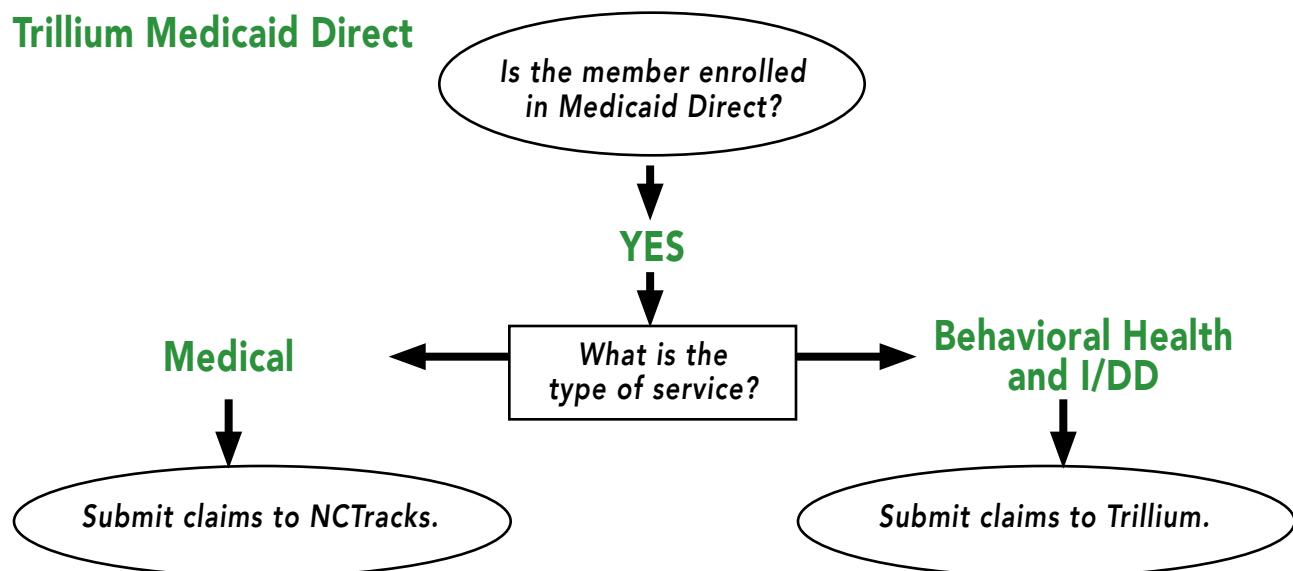 Trillium Medicaid Direct
Is the member enrolled
in Medicaid Direct?
YES
Medical
What is the
type of service?
Behavioral Health
and I/DD
Submit claims to NCTracks.
Submit claims to Trillium.